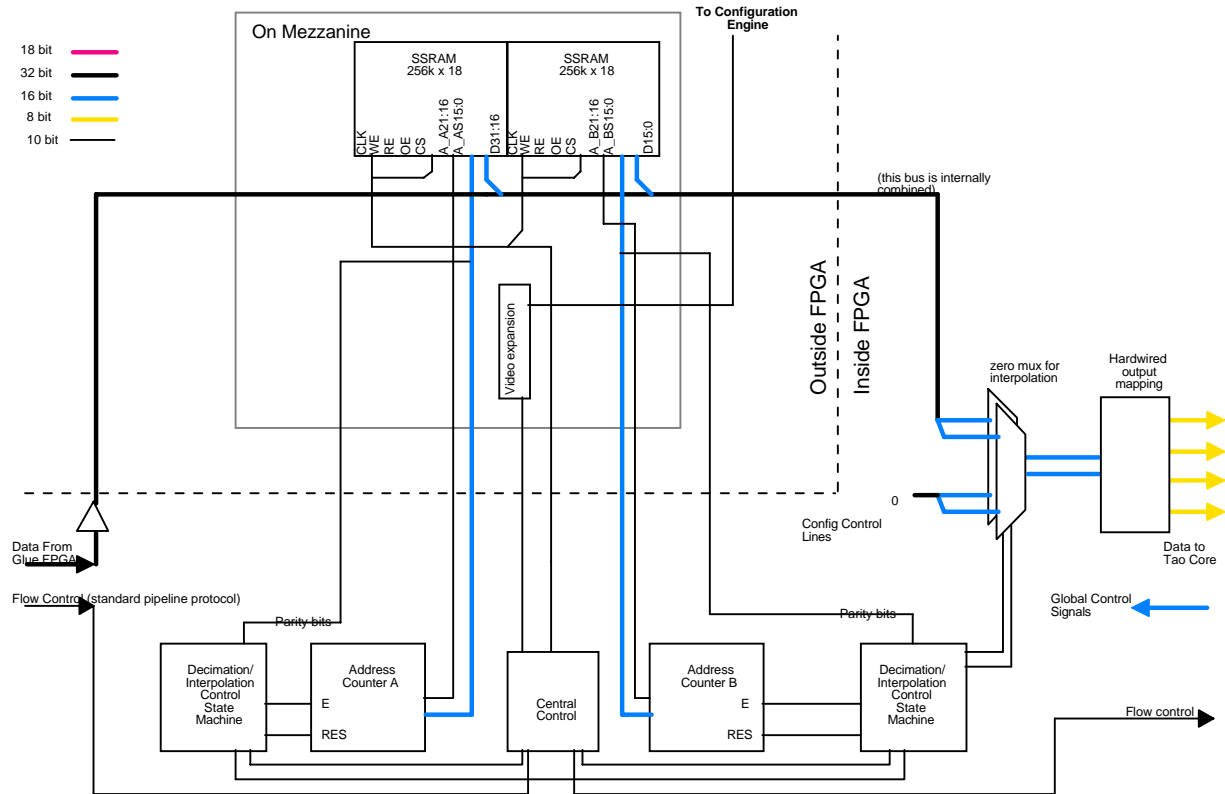 To Configuration
Engine
On Mezzanine
18 bit
32 bit
16 bit
8 bit
10 bit
SSRAM
256k x 18
SSRAM
256k x 18
CLK
WE
RE
OE
CS
A_A21:16
A_AS15:0
D31:16
CLK
WE
RE
OE
CS
A_B21:16
A_BS15:0
D15:0
(this bus is internally
combined)
Outside FPGA
Inside FPGA
Video expansion
zero mux for
interpolation
Hardwired
output
mapping
0
Config Control
Lines
Data From
Glue FPGA
Data to
Tao Core
Flow Control (standard pipeline protocol)
Global Control
Signals
Parity bits
Parity bits
Decimation/
Interpolation
Control
State
Machine
Address
Counter A
E
RES
Central
Control
Address
Counter B
E
RES
Decimation/
Interpolation
Control
State
Machine
Flow control